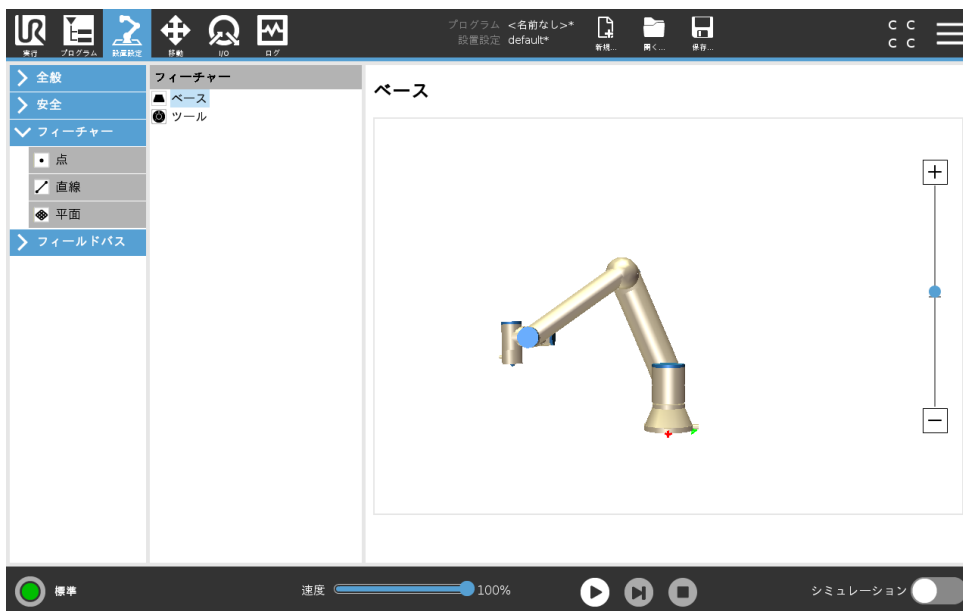 UR
実行
プログラム
設置設定
移動
I/O
ログ
プログラム <名前なし>*
設置設定 default*
新規...
開く...
保存...
C C
C C
全般
安全
フィーチャー
点
直線
平面
フィールドバス
フィーチャー
ベース
ツール
ベース
標準
速度
100%
シミュレーション